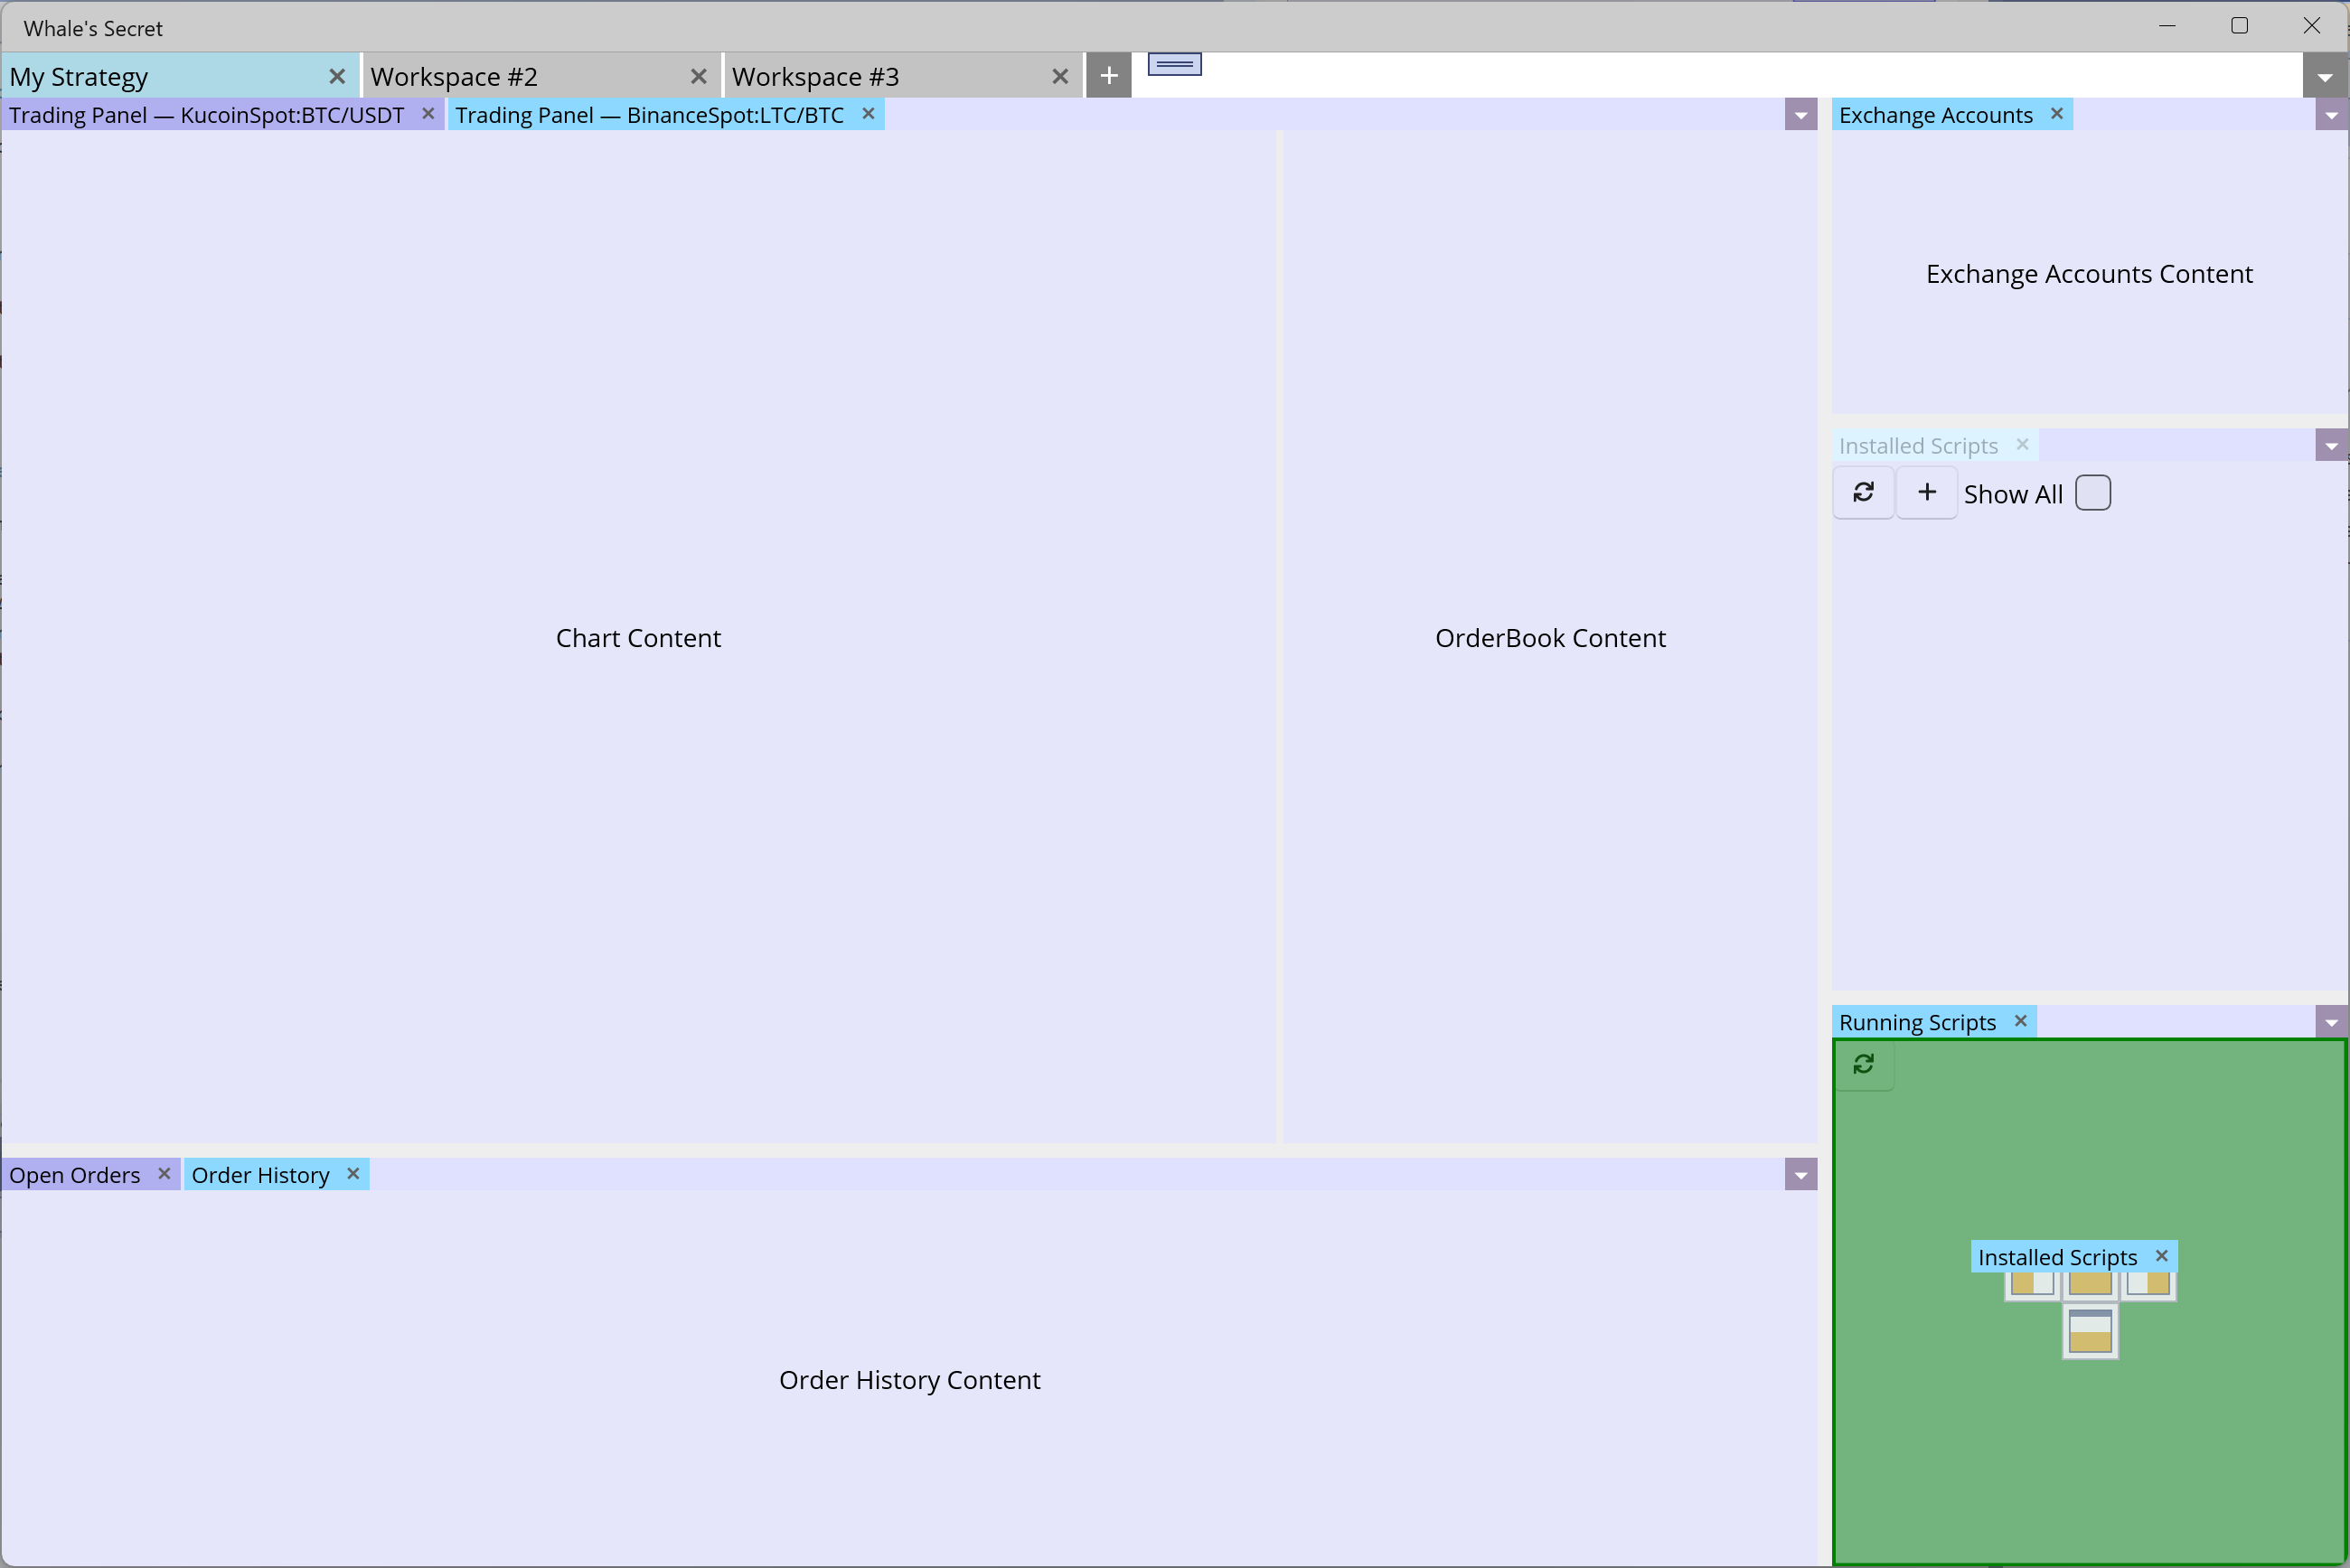 Whale's Secret
My Strategy
Workspace #2
Workspace #3
Trading Panel — KucoinSpot:BTC/USDT
Trading Panel — BinanceSpot:LTC/BTC
Exchange Accounts
Exchange Accounts Content
Installed Scripts
Show All
Chart Content
OrderBook Content
Running Scripts
Installed Scripts
Open Orders
Order History
Order History Content